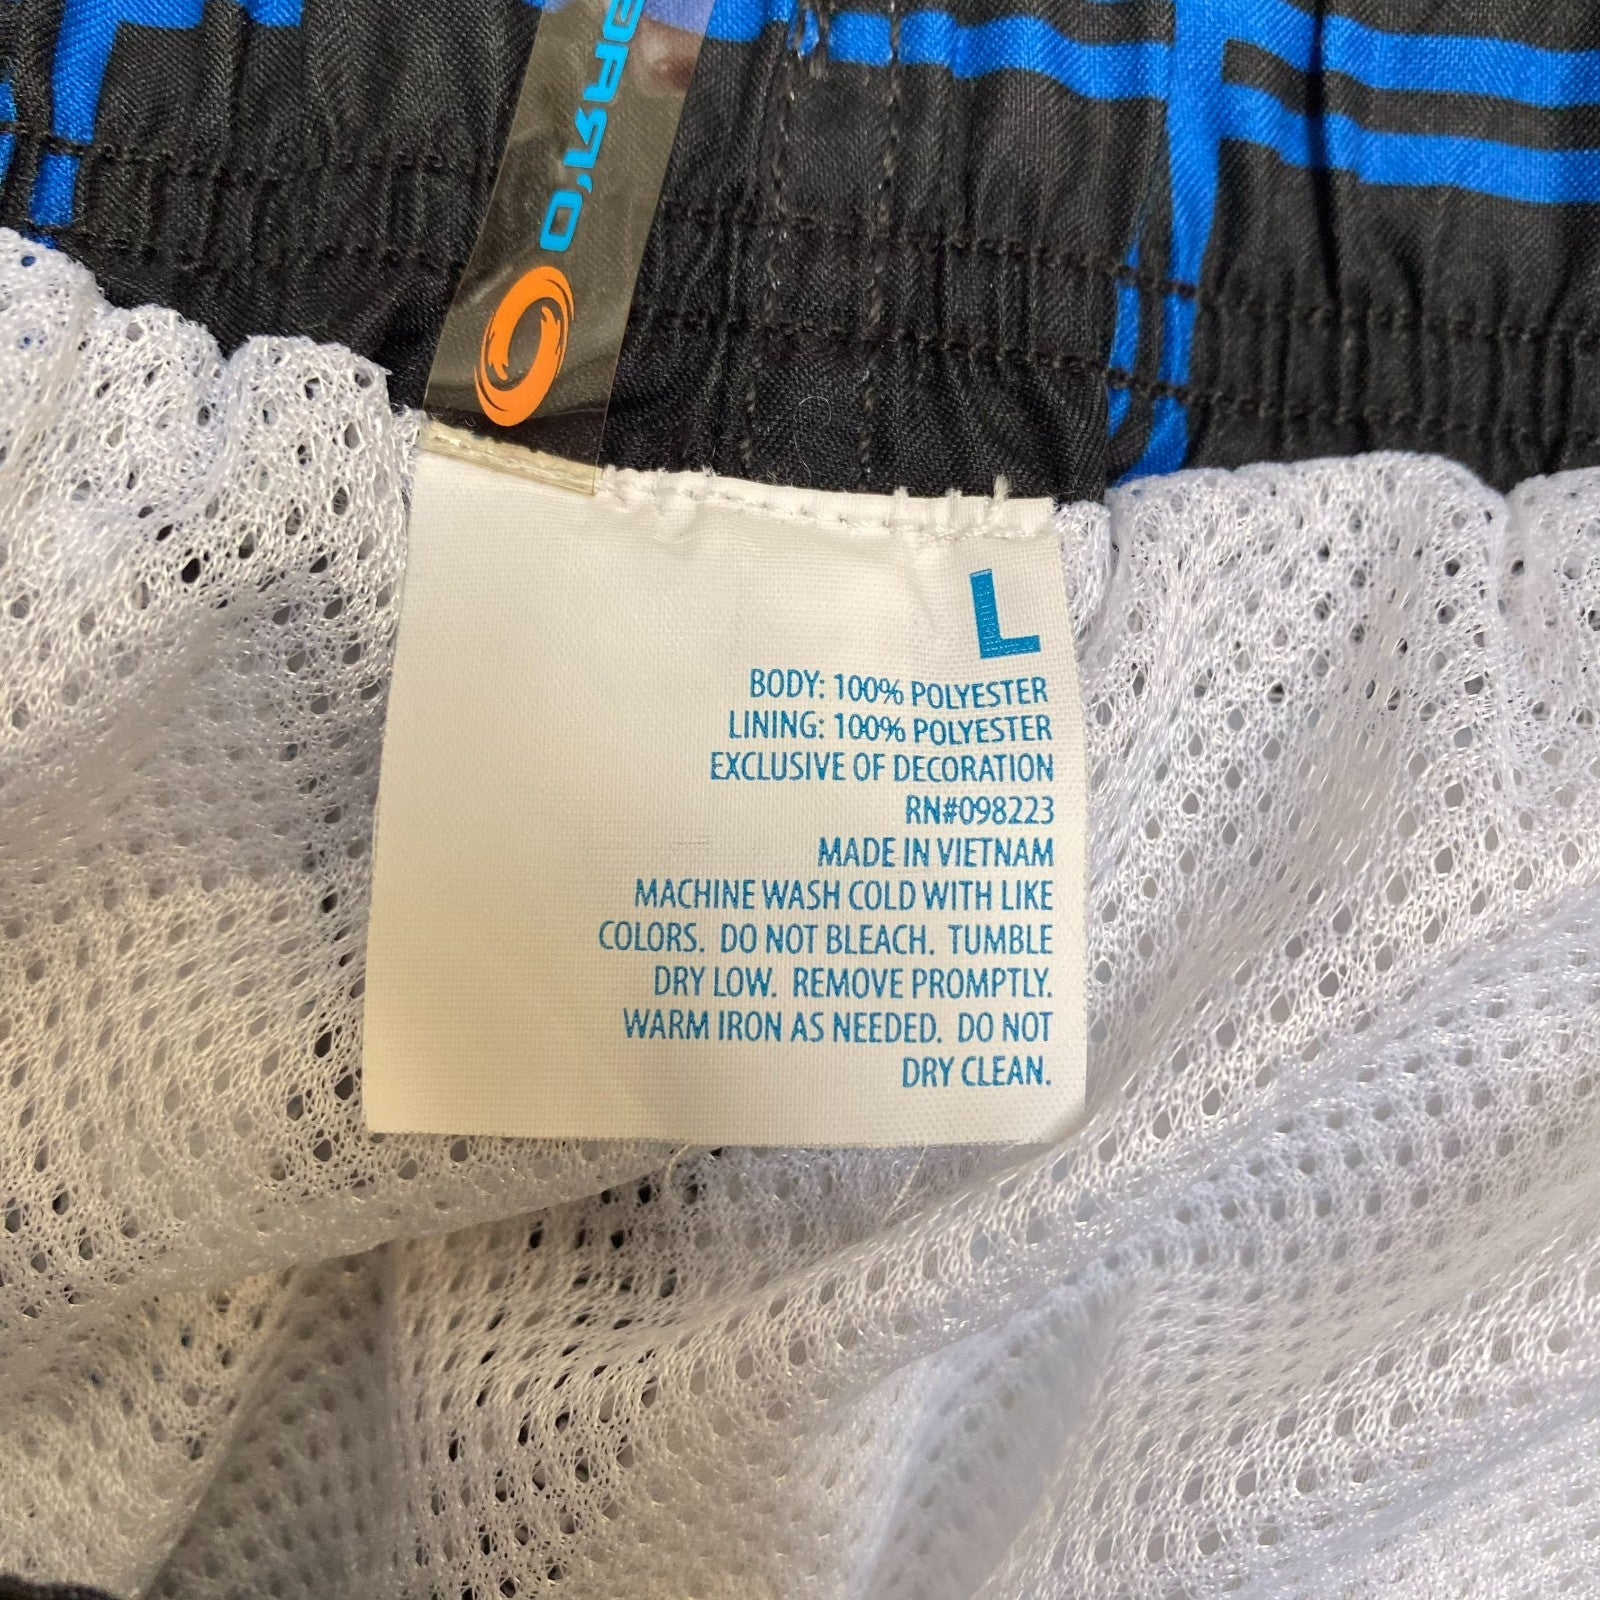 O'
L
BODY: 100% POLYESTER
LINING: 100% POLYESTER
EXCLUSIVE OF DECORATION
RN#098223
MADE IN VIETNAM
MACHINE WASH COLD WITH LIKE
COLORS. DO NOT BLEACH. TUMBLE
DRY LOW. REMOVE PROMPTLY.
WARM IRON AS NEEDED. DO NOT
DRY CLEAN.